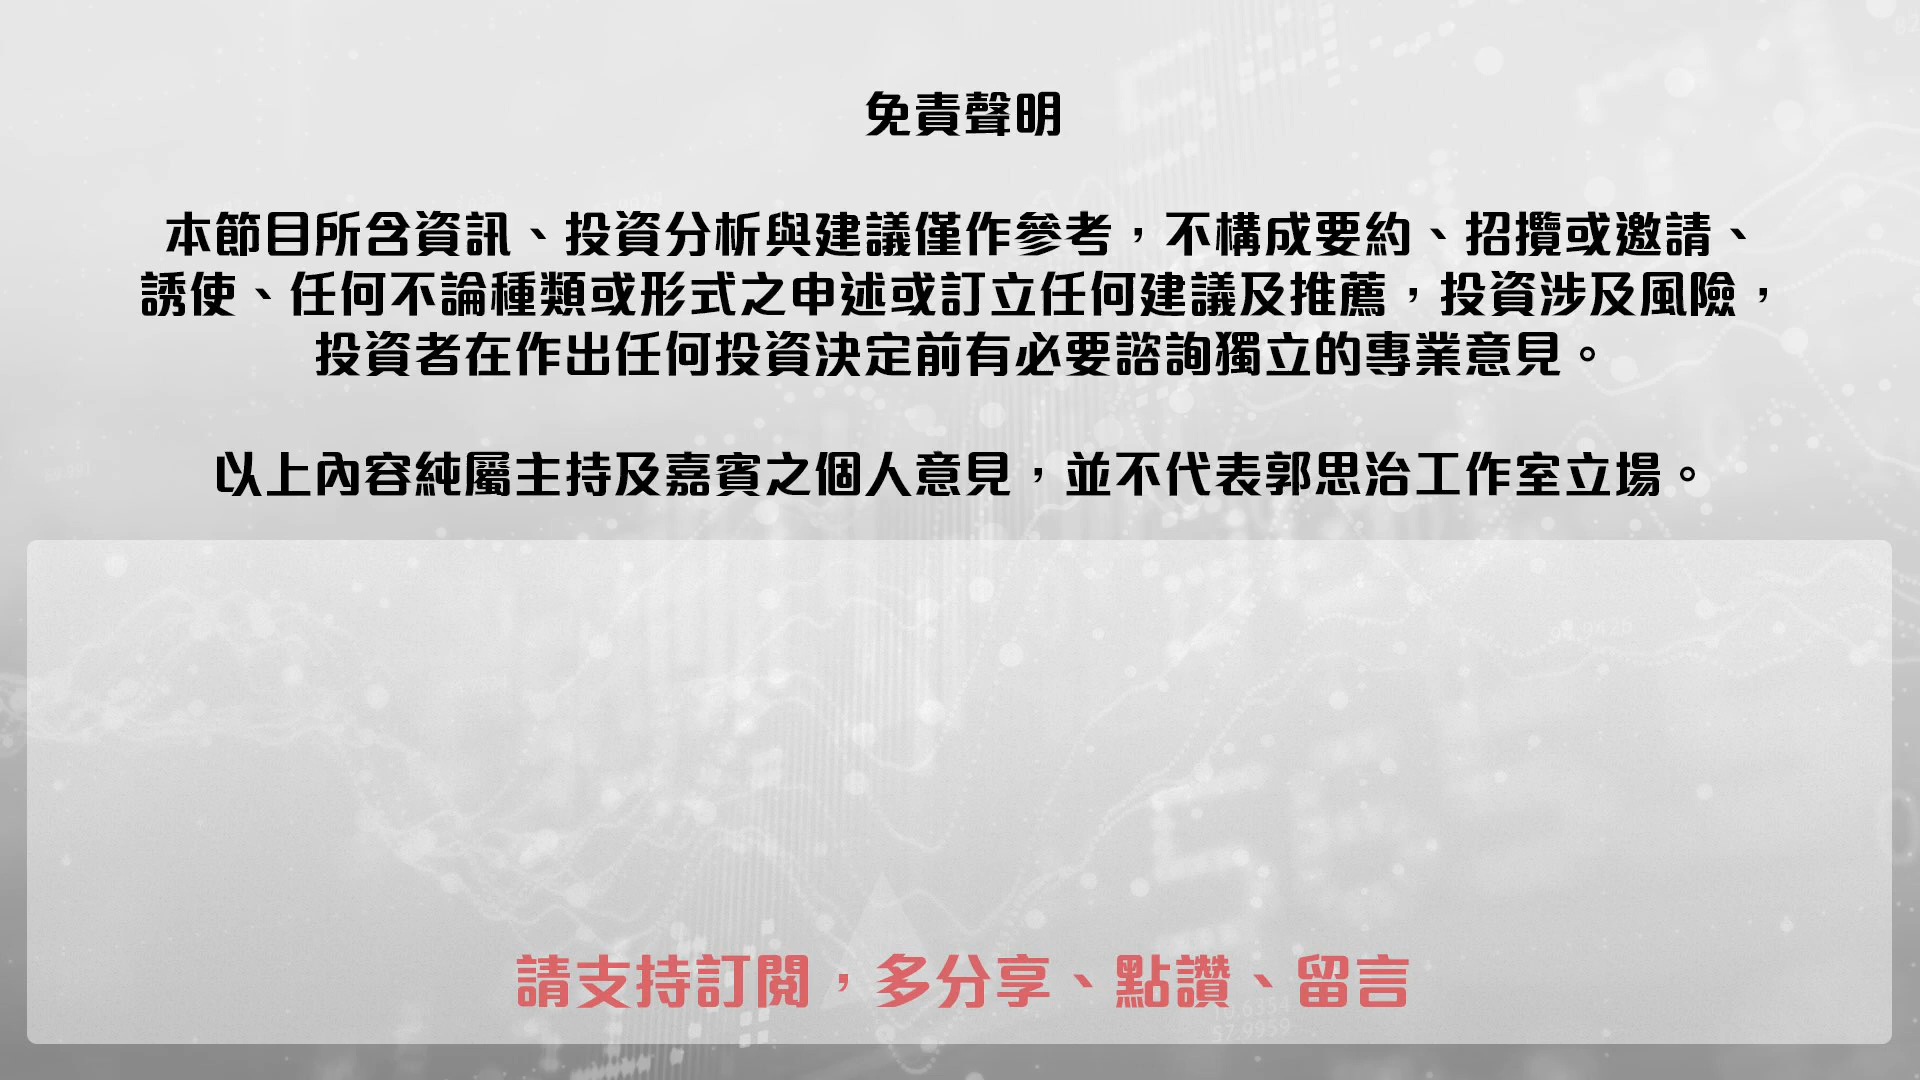 免責聲明
本節目所含資訊、投資分析與建議僅作參考，不構成要約、招攬或邀請、
誘使、任何不論種類或形式之申述或訂立任何建議及推薦，投資涉及風險，
投資者在作出任何投資決定前有必要諮詢獨立的專業意見。
以上內容純屬主持及嘉賓之個人意見，並不代表郭思治工作室立場。
請支持訂閱，多分享、點讚、留言